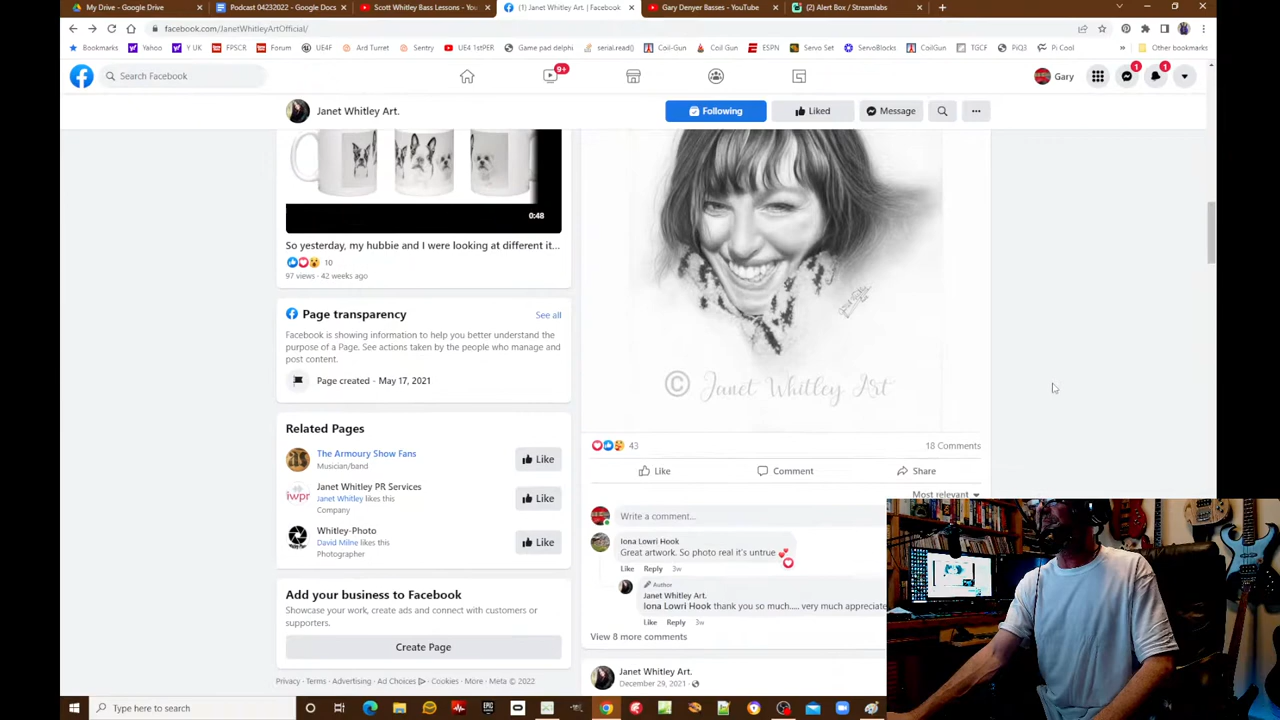 My Drive - Google Drive
Podcast 04232022 - Google Docs
Scott Whitley Bass Lessons - You
(1) Janet Whitley Art. | Facebook
Gary Denyer Basses - YouTube
(2) Alert Box / Streamlabs
facebook.com/JanetWhitleyArtOfficial/
Bookmarks Yahoo Y UK FPSCR Forum UE4F Ard Turret Sentry UE4 1stPER Game pad delphi serial.read() Coil-Gun Coil Gun ESPN Servo Set ServoBlocks CoilGun TGCF PiQ3 Pi Cool Other bookmarks
Search Facebook
9+
Gary
1
1
Janet Whitley Art.
Following
Liked
Message
0:48
So yesterday, my hubbie and I were looking at different it...
10
97 views · 42 weeks ago
Page transparency
See all
Facebook is showing information to help you better understand the
purpose of a Page. See actions taken by the people who manage and
post content.
Page created - May 17, 2021
Related Pages
The Armoury Show Fans
Musician/band
Like
Janet Whitley PR Services
Janet Whitley likes this
Company
Like
Whitley-Photo
David Milne likes this
Photographer
Like
Add your business to Facebook
Showcase your work, create ads and connect with customers or
supporters.
Create Page
Privacy · Terms · Advertising · Ad Choices · Cookies · More · Meta © 2022
© Janet Whitley Art
43
18 Comments
Like
Comment
Share
Most relevant
Write a comment...
Iona Lowri Hook
Great artwork. So photo real it's untrue
Like Reply 3w
Author
Janet Whitley Art.
Iona Lowri Hook thank you so much..... very much appreciate
Like Reply 3w
View 8 more comments
Janet Whitley Art.
December 29, 2021 ·
Type here to search